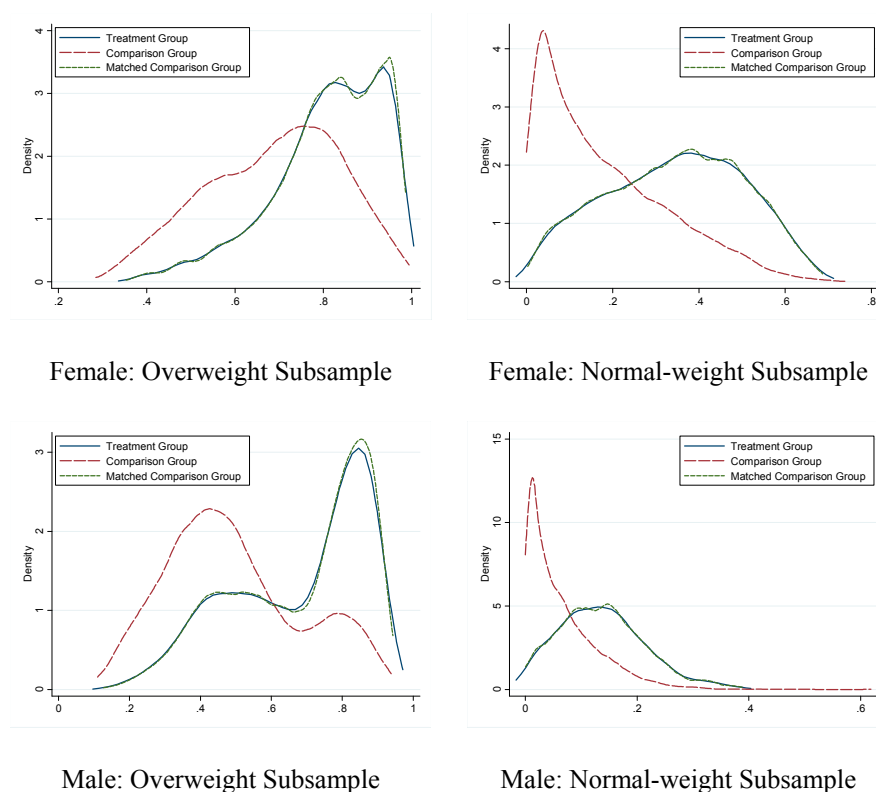 Treatment Group
Comparison Group
Matched Comparison Group
Density
0
1
2
3
4
.2
.4
.6
.8
1
Female: Overweight Subsample
Treatment Group
Comparison Group
Matched Comparison Group
Density
0
1
2
3
4
0
.2
.4
.6
.8
Female: Normal-weight Subsample
Treatment Group
Comparison Group
Matched Comparison Group
Density
0
1
2
3
0
.2
.4
.6
.8
1
Male: Overweight Subsample
Treatment Group
Comparison Group
Matched Comparison Group
Density
0
5
10
15
0
.2
.4
.6
Male: Normal-weight Subsample